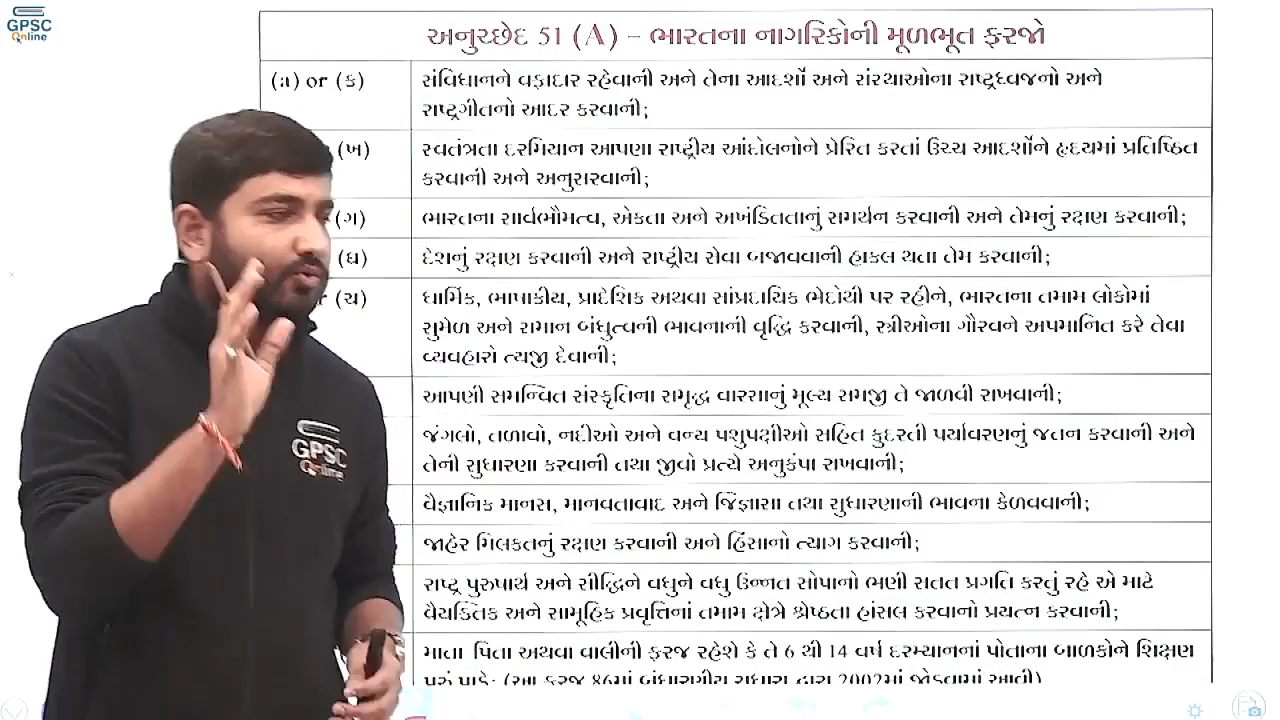 GPSC
Online
અનુચ્છેદ 51 (A) – ભારતના નાગરિકોની મૂળભૂત ફરજો
(a) or (ક)
સંવિધાનને વફાદાર રહેવાની અને તેના આદર્શો અને સંસ્થાઓના રાષ્ટ્રધ્વજનો અને
રાષ્ટ્રગીતનો આદર કરવાની;
(ખ)
સ્વતંત્રતા દરમિયાન આપણા રાષ્ટ્રીય આંદોલનોને પ્રેરિત કરતાં ઉચ્ચ આદર્શોને હૃદયમાં પ્રતિષ્ઠિત
કરવાની અને અનુસરવાની;
(ગ)
ભારતના સાર્વભૌમત્વ, એકતા અને અખંડિતતાનું સમર્થન કરવાની અને તેમનું રક્ષણ કરવાની;
(ઘ)
દેશનું રક્ષણ કરવાની અને રાષ્ટ્રીય સેવા બજાવવાની હાકલ થતા તેમ કરવાની;
(ચ)
ધાર્મિક, ભાષાકીય, પ્રાદેશિક અથવા સાંપ્રદાયિક ભેદોથી પર રહીને, ભારતના તમામ લોકોમાં
સુમેળ અને સમાન બંધુત્વની ભાવનાની વૃદ્ધિ કરવાની, સ્ત્રીઓના ગૌરવને અપમાનિત કરે તેવા
વ્યવહારો ત્યજી દેવાની;
આપણી સમન્વિત સંસ્કૃતિના સમૃદ્ધ વારસાનું મૂલ્ય સમજી તે જાળવી રાખવાની;
જંગલો, તળાવો, નદીઓ અને વન્ય પશુપક્ષીઓ સહિત કુદરતી પર્યાવરણનું જતન કરવાની અને
તેની સુધારણા કરવાની તથા જીવો પ્રત્યે અનુકંપા રાખવાની;
વૈજ્ઞાનિક માનસ, માનવતાવાદ અને જિજ્ઞાસા તથા સુધારણાની ભાવના કેળવવાની;
જાહેર મિલકતનું રક્ષણ કરવાની અને હિંસાનો ત્યાગ કરવાની;
રાષ્ટ્ર પુરુષાર્થ અને સીદ્ધિને વધુને વધુ ઉન્નત સોપાનો ભણી સતત પ્રગતિ કરતું રહે એ માટે
વૈયક્તિક અને સામૂહિક પ્રવૃત્તિનાં તમામ ક્ષેત્રે શ્રેષ્ઠતા હાંસલ કરવાનો પ્રયત્ન કરવાની;
માતા પિતા અથવા વાલીની ફરજ રહેશે કે તે 6 થી 14 વર્ષ દરમ્યાનનાં પોતાના બાળકોને શિક્ષણ
પુરું પાડે; (આ ફરજ 86માં બંધારણીય સુધારા દ્વારા 2002માં જોડવામાં આવી)
GPSC
Online